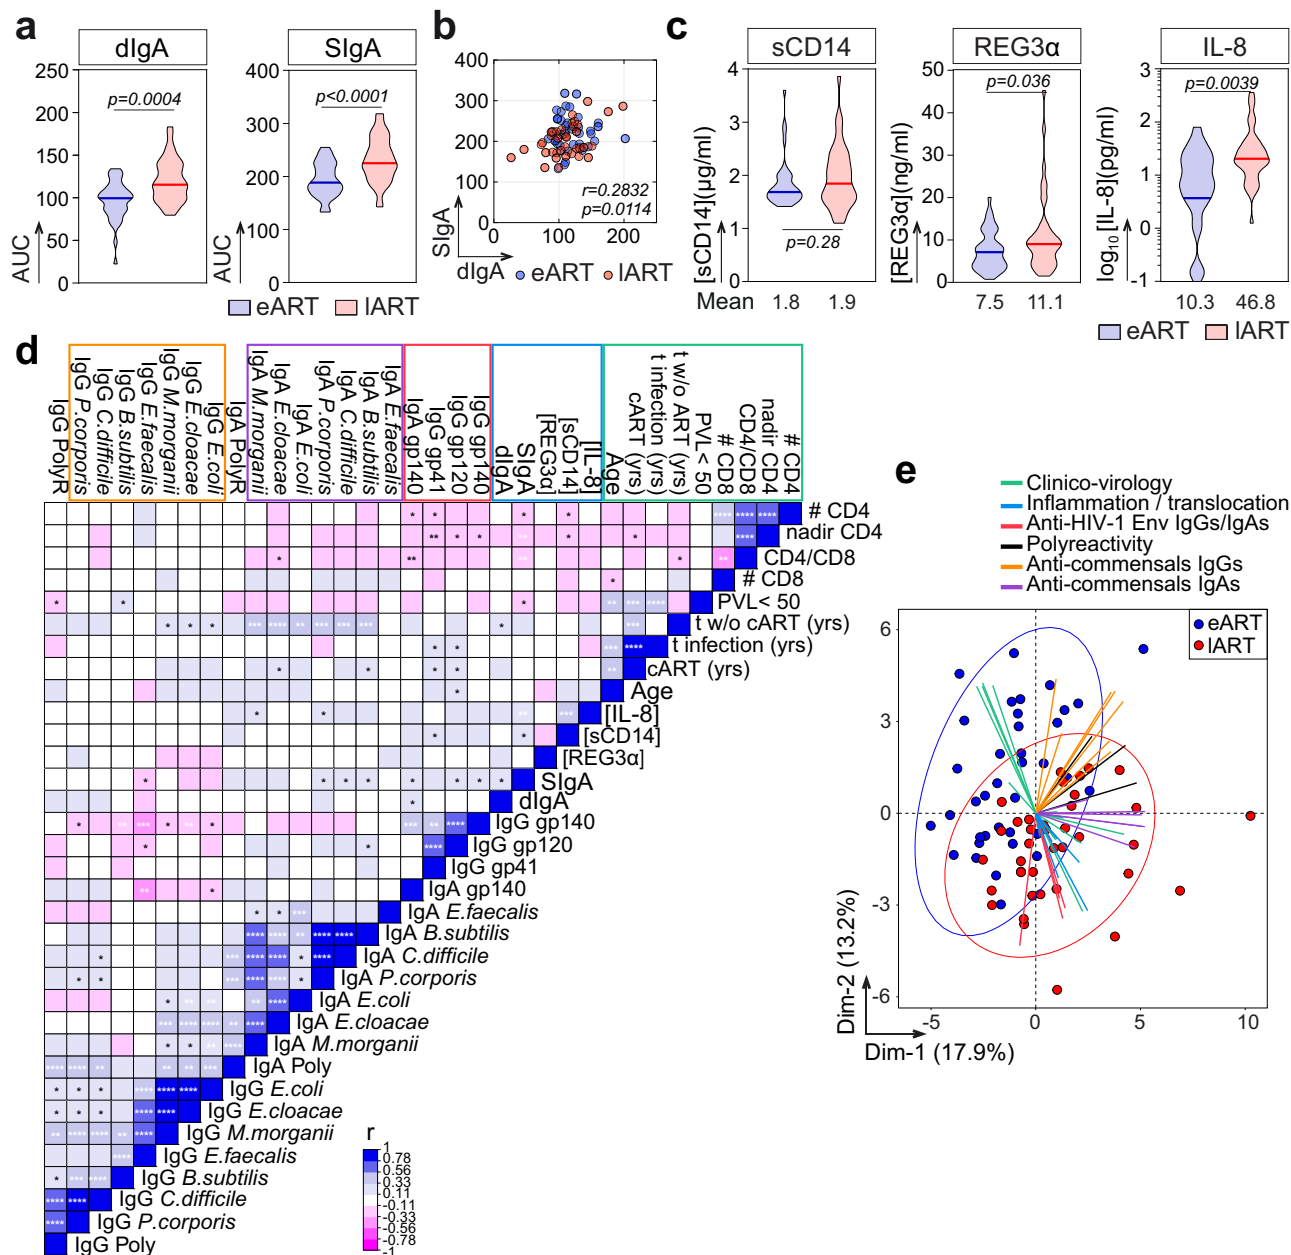 a
dIgA
SIgA
250
200
150
100
50
0
AUC
p=0.0004
400
300
200
100
0
AUC
p<0.0001
eART
lART
b
400
300
200
100
0
0
100
200
r=0.2832
p=0.0114
SIgA
dIgA
eART
lART
c
sCD14
REG3α
IL-8
4
3
2
1
0
[sCD14](μg/ml)
p=0.28
50
40
30
20
10
0
[REG3α](ng/ml)
p=0.036
3
2
1
0
-1
log10[IL-8](pg/ml)
p=0.0039
Mean
1.8
1.9
7.5
11.1
10.3
46.8
eART
lART
d
IgG PolyR
IgG P.corporis
IgG C.difficile
IgG B.subtilis
IgG E.faecalis
IgG M.morganii
IgG E.cloacae
IgG E.coli
IgA PolyR
IgA M.morganii
IgA E.cloacae
IgA E.coli
IgA P.corporis
IgA C.difficile
IgA B.subtilis
IgA E.faecalis
IgA gp140
IgG gp41
IgG gp120
IgG gp 140
dIgA
SIgA
[REG3α]
[sCD14]
[IL-8]
Age
cART (yrs)
t infection (yrs)
t w/o ART (yrs)
PVL< 50
# CD8
CD4/CD8
nadir CD4
# CD4
# CD4
nadir CD4
CD4/CD8
# CD8
PVL< 50
t w/o cART (yrs)
t infection (yrs)
cART (yrs)
Age
[IL-8]
[sCD14]
[REG3α]
SIgA
dIgA
IgG gp140
IgG gp120
IgG gp41
IgA gp140
IgA E.faecalis
IgA B.subtilis
IgA C.difficile
IgA P.corporis
IgA E.coli
IgA E.cloacae
IgA M.morganii
IgA Poly
IgG E.coli
IgG E.cloacae
IgG M.morganii
IgG E.faecalis
IgG B.subtilis
IgG C.difficile
IgG P.corporis
IgG Poly
r
1
0.78
0.56
0.33
0.11
-0.11
-0.33
-0.56
-0.78
-1
e
Clinico-virology
Inflammation / translocation
Anti-HIV-1 Env IgGs/IgAs
Polyreactivity
Anti-commensals IgGs
Anti-commensals IgAs
eART
lART
6
3
0
-3
-6
-5
0
5
10
Dim-2 (13.2%)
Dim-1 (17.9%)